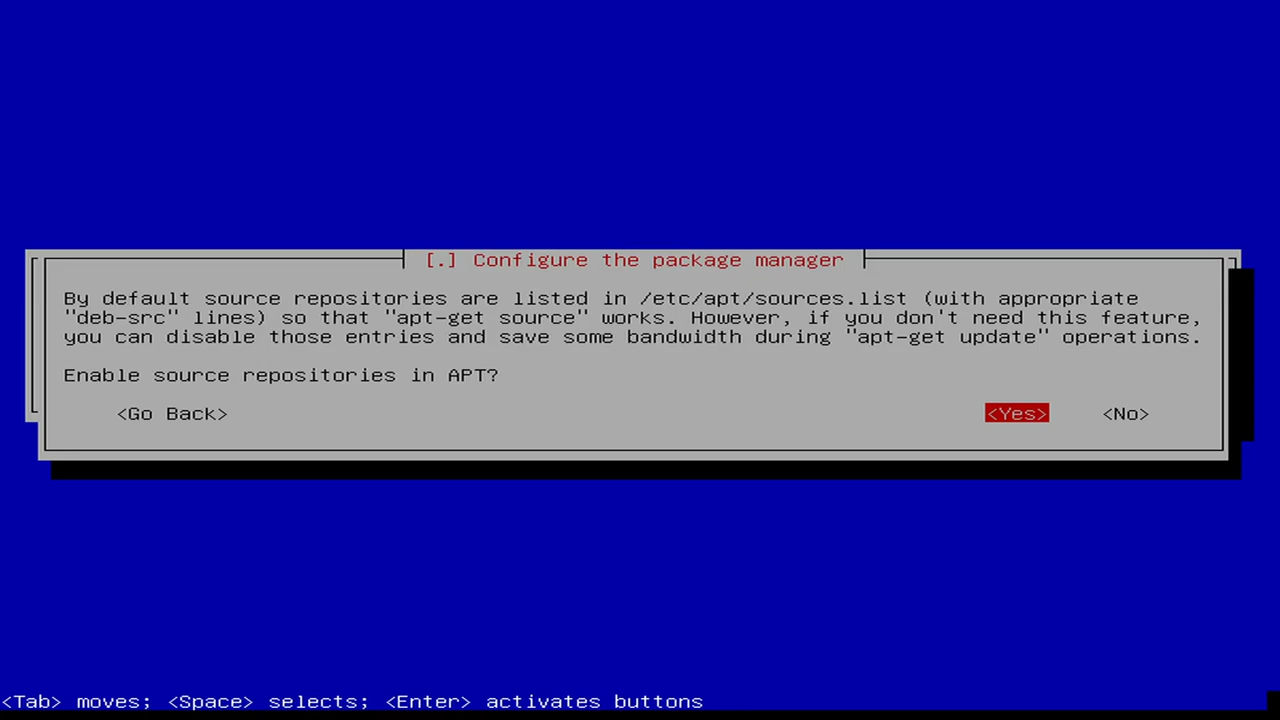 [.] Configure the package manager
By default source repositories are listed in /etc/apt/sources.list (with appropriate
"deb-src" lines) so that "apt-get source" works. However, if you don't need this feature,
you can disable those entries and save some bandwidth during "apt-get update" operations.
Enable source repositories in APT?
<Go Back> <Yes> <No>
<Tab> moves; <Space> selects; <Enter> activates buttons